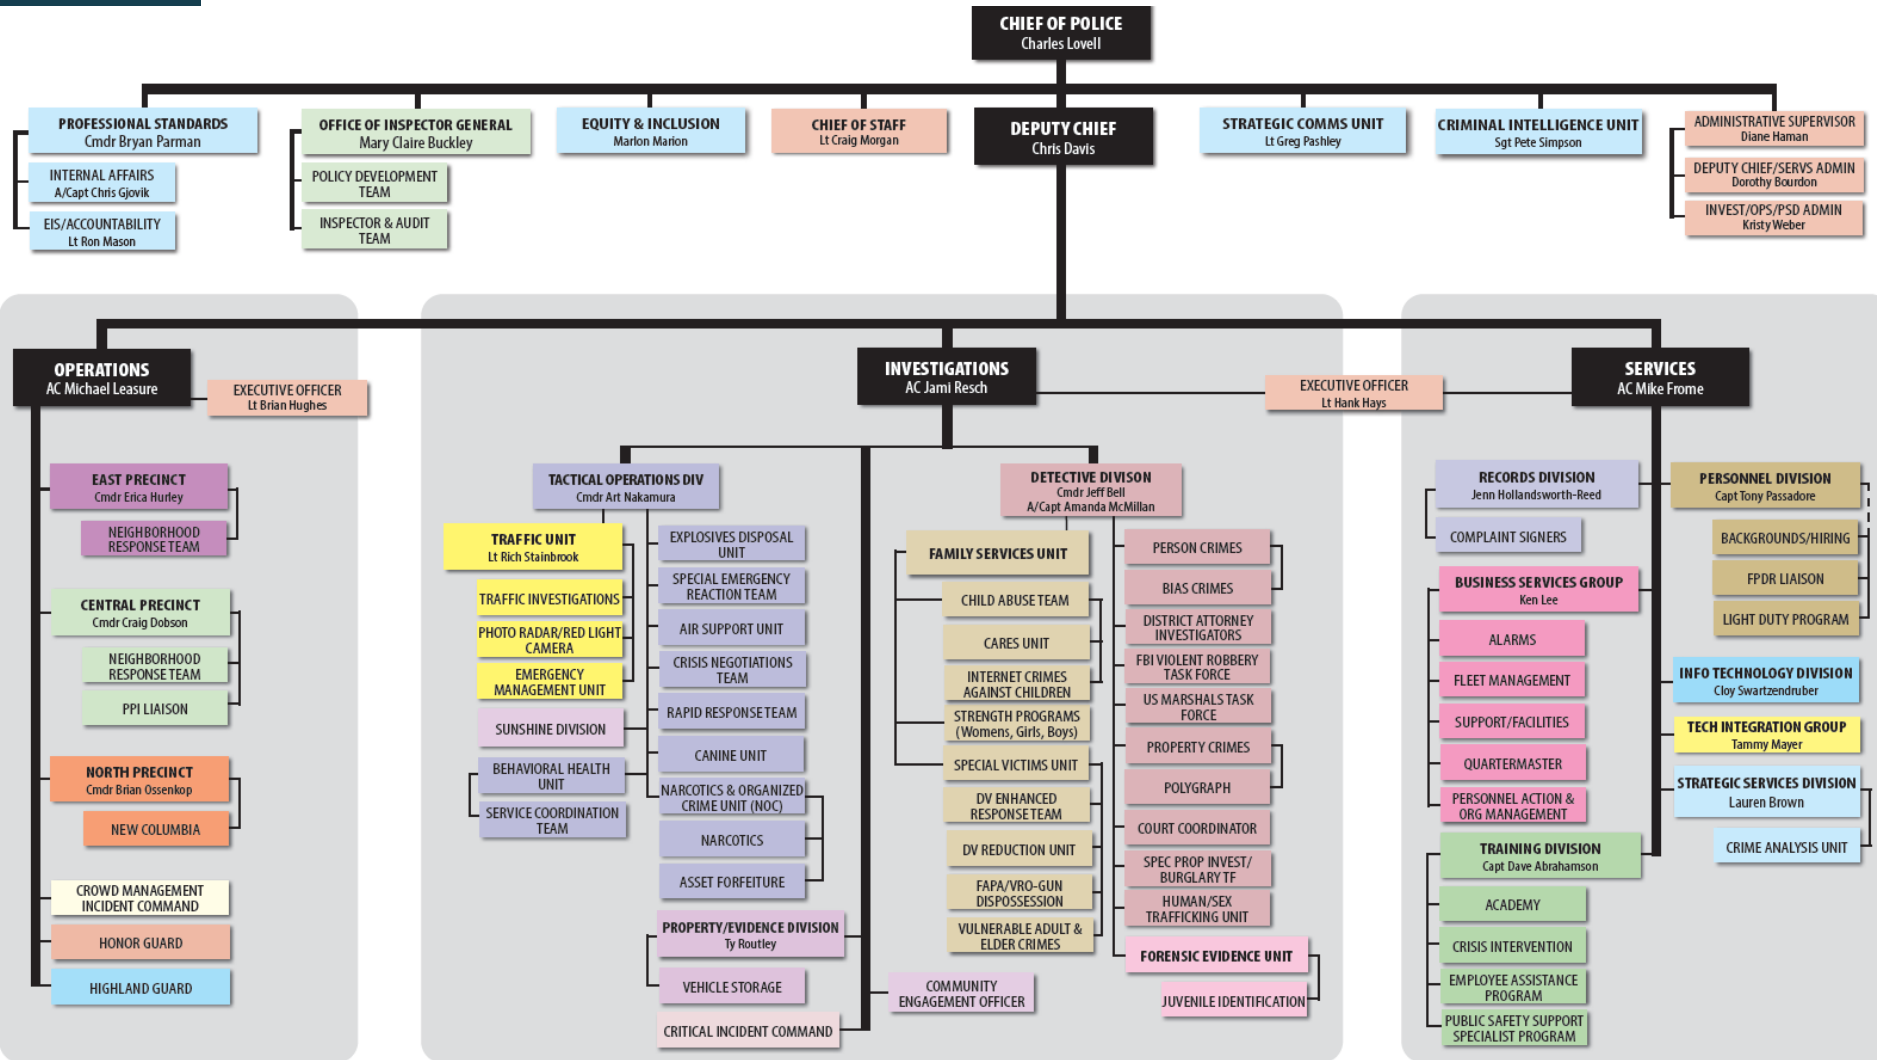 CHIEF OF POLICE
Charles Lovell
PROFESSIONAL STANDARDS
Cmdr Bryan Parman
INTERNAL AFFAIRS
A/Capt Chris Gjovik
EIS/ACCOUNTABILITY
Lt Ron Mason
OFFICE OF INSPECTOR GENERAL
Mary Claire Buckley
POLICY DEVELOPMENT
TEAM
INSPECTOR & AUDIT
TEAM
EQUITY & INCLUSION
Marlon Marion
CHIEF OF STAFF
Lt Craig Morgan
DEPUTY CHIEF
Chris Davis
STRATEGIC COMMS UNIT
Lt Greg Pashley
CRIMINAL INTELLIGENCE UNIT
Sgt Pete Simpson
ADMINISTRATIVE SUPERVISOR
Diane Haman
DEPUTY CHIEF/SERVS ADMIN
Dorothy Bourdon
INVEST/OPS/PSD ADMIN
Kristy Weber
OPERATIONS
AC Michael Leasure
EXECUTIVE OFFICER
Lt Brian Hughes
EAST PRECINCT
Cmdr Erica Hurley
NEIGHBORHOOD
RESPONSE TEAM
CENTRAL PRECINCT
Cmdr Craig Dobson
NEIGHBORHOOD
RESPONSE TEAM
PPI LIAISON
NORTH PRECINCT
Cmdr Brian Ossenkop
NEW COLUMBIA
CROWD MANAGEMENT
INCIDENT COMMAND
HONOR GUARD
HIGHLAND GUARD
INVESTIGATIONS
AC Jami Resch
EXECUTIVE OFFICER
Lt Hank Hays
TACTICAL OPERATIONS DIV
Cmdr Art Nakamura
TRAFFIC UNIT
Lt Rich Stainbrook
TRAFFIC INVESTIGATIONS
PHOTO RADAR/RED LIGHT
CAMERA
EMERGENCY
MANAGEMENT UNIT
SUNSHINE DIVISION
BEHAVIORAL HEALTH
UNIT
SERVICE COORDINATION
TEAM
EXPLOSIVES DISPOSAL
UNIT
SPECIAL EMERGENCY
REACTION TEAM
AIR SUPPORT UNIT
CRISIS NEGOTIATIONS
TEAM
RAPID RESPONSE TEAM
CANINE UNIT
NARCOTICS & ORGANIZED
CRIME UNIT (NOC)
NARCOTICS
ASSET FORFEITURE
PROPERTY/EVIDENCE DIVISION
Ty Routley
VEHICLE STORAGE
CRITICAL INCIDENT COMMAND
COMMUNITY
ENGAGEMENT OFFICER
DETECTIVE DIVISON
Cmdr Jeff Bell
A/Capt Amanda McMillan
FAMILY SERVICES UNIT
CHILD ABUSE TEAM
CARES UNIT
INTERNET CRIMES
AGAINST CHILDREN
STRENGTH PROGRAMS
(Womens, Girls, Boys)
SPECIAL VICTIMS UNIT
DV ENHANCED
RESPONSE TEAM
DV REDUCTION UNIT
FAPA/VRO-GUN
DISPOSSESSION
VULNERABLE ADULT &
ELDER CRIMES
PERSON CRIMES
BIAS CRIMES
DISTRICT ATTORNEY
INVESTIGATORS
FBI VIOLENT ROBBERY
TASK FORCE
US MARSHALS TASK
FORCE
PROPERTY CRIMES
POLYGRAPH
COURT COORDINATOR
SPEC PROP INVEST/
BURGLARY TF
HUMAN/SEX
TRAFFICKING UNIT
FORENSIC EVIDENCE UNIT
JUVENILE IDENTIFICATION
SERVICES
AC Mike Frome
RECORDS DIVISION
Jenn Hollandsworth-Reed
COMPLAINT SIGNERS
BUSINESS SERVICES GROUP
Ken Lee
ALARMS
FLEET MANAGEMENT
SUPPORT/FACILITIES
QUARTERMASTER
PERSONNEL ACTION &
ORG MANAGEMENT
TRAINING DIVISION
Capt Dave Abrahamson
ACADEMY
CRISIS INTERVENTION
EMPLOYEE ASSISTANCE
PROGRAM
PUBLIC SAFETY SUPPORT
SPECIALIST PROGRAM
PERSONNEL DIVISION
Capt Tony Passadore
BACKGROUNDS/HIRING
FPDR LIAISON
LIGHT DUTY PROGRAM
INFO TECHNOLOGY DIVISION
Cloy Swartzendruber
TECH INTEGRATION GROUP
Tammy Mayer
STRATEGIC SERVICES DIVISION
Lauren Brown
CRIME ANALYSIS UNIT